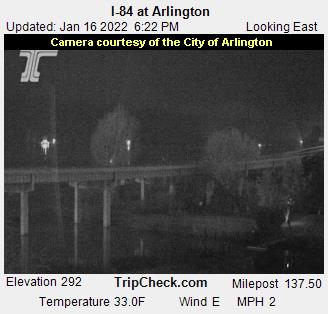 I-84 at Arlington
Updated: Jan 16 2022 6:22 PM Looking East
Camera courtesy of the City of Arlington
Elevation 292 TripCheck.com Milepost 137.50
Temperature 33.0F Wind E MPH 2